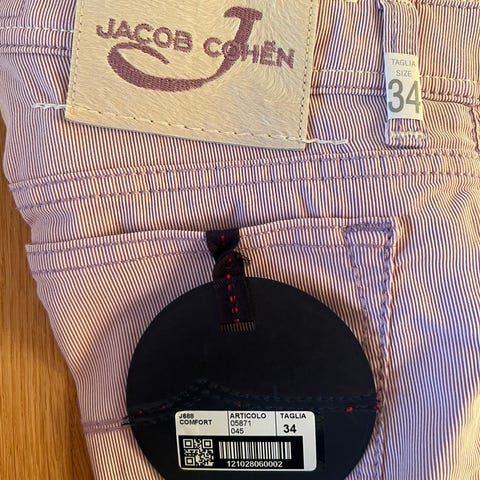 JACOB COHËN
TAGLIA
SIZE
34
J688
COMFORT
ARTICOLO
05871
045
TAGLIA
34
121028060002